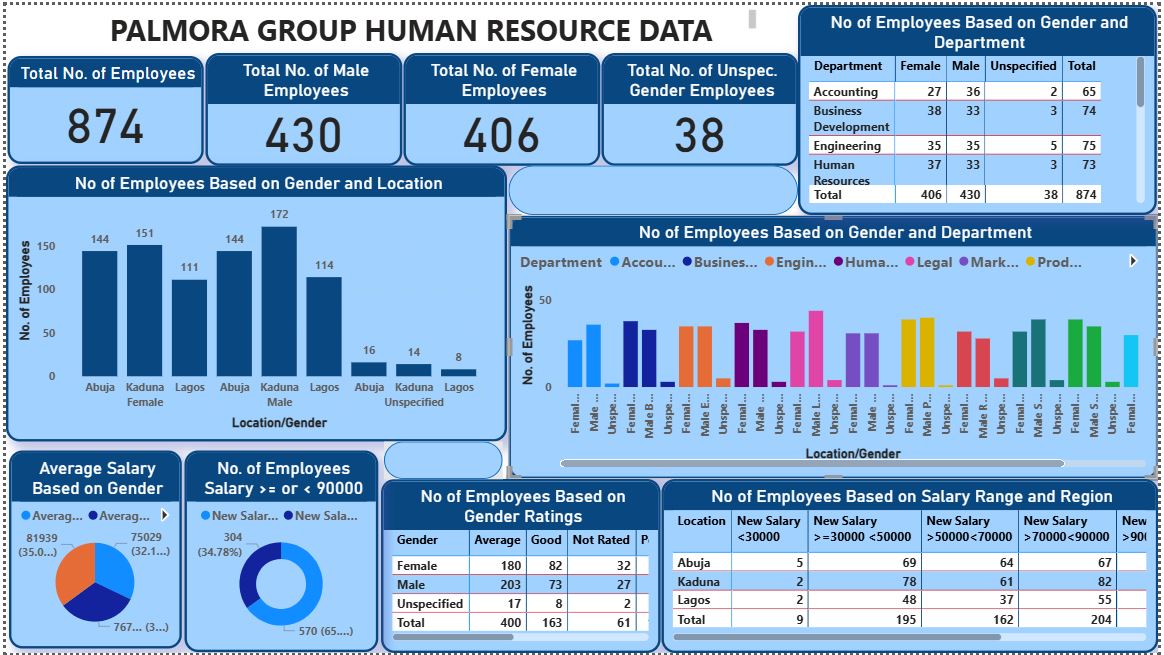 PALMORA GROUP HUMAN RESOURCE DATA
Total No. of Employees
874
Total No. of Male
Employees
430
Total No. of Female
Employees
406
Total No. of Unspec.
Gender Employees
38
No of Employees Based on Gender and
Department
Department Female Male Unspecified Total
Accounting 27 36 2 65
Business
Development 38 33 3 74
Engineering 35 35 5 75
Human
Resources 37 33 3 73
Total 406 430 38 874
No of Employees Based on Gender and Location
No. of Employees
150
100
50
0
144 151 111 144 172 114 16 14 8
Abuja Kaduna Lagos Abuja Kaduna Lagos Abuja Kaduna Lagos
Female Male Unspecified
Location/Gender
No of Employees Based on Gender and Department
Department Accou... Busines... Engin... Huma... Legal Mark... Prod...
No. of Employees
50
0
Femal... Male ... Unspe... Femal... Male B... Unspe... Femal... Male E... Unspe... Femal... Male ... Unspe... Femal... Male L... Unspe... Femal... Male ... Unspe... Femal... Male P... Unspe... Femal... Male R... Unspe... Femal... Male S... Unspe... Femal... Male S... Unspe... Femal...
Location/Gender
Average Salary
Based on Gender
Averag... Averag...
81939
(35.0...)
75029
(32.1...)
767... (3...)
No. of Employees
Salary >= or < 90000
New Salar... New Sala...
304
(34.78%)
570 (65....)
No of Employees Based on
Gender Ratings
Gender Average Good Not Rated
Female 180 82 32
Male 203 73 27
Unspecified 17 8 2
Total 400 163 61
No of Employees Based on Salary Range and Region
Location New Salary New Salary New Salary New Salary New
<30000 >=30000 <50000 >50000<70000 >70000<90000 >900
Abuja 5 69 64 67
Kaduna 2 78 61 82
Lagos 2 48 37 55
Total 9 195 162 204